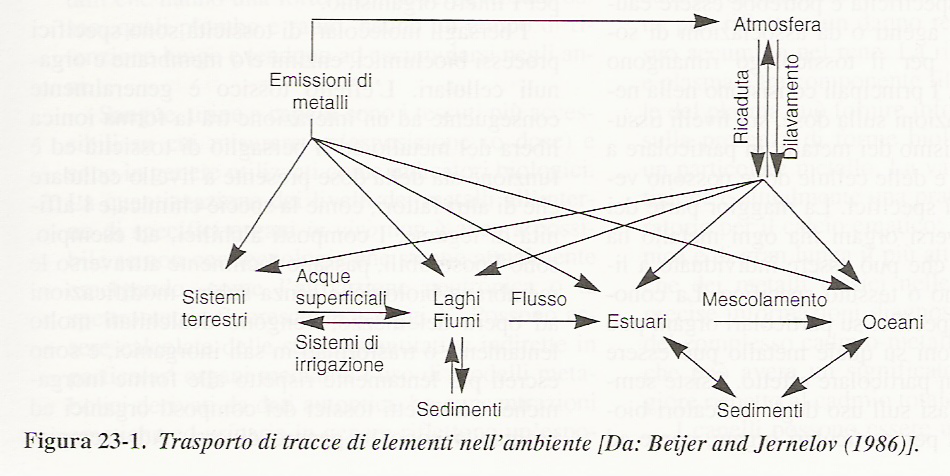 Atmosfera
Emissioni di
metalli
Ricaduta
Dilavamento
Acque
superficiali
Sistemi
terrestri
Laghi
Fiumi
Flusso
Estuari
Mescolamento
Oceani
Sistemi di
irrigazione
Sedimenti
Sedimenti
Figura 23-1. Trasporto di tracce di elementi nell'ambiente [Da: Beijer and Jernelov (1986)].